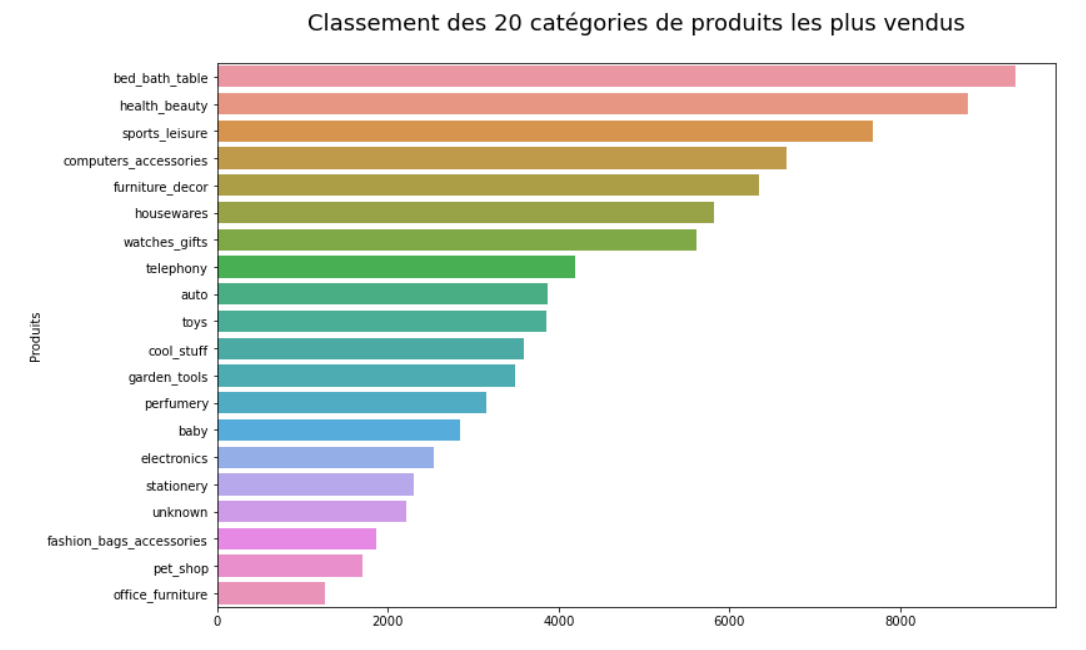 Classement des 20 catégories de produits les plus vendus
Produits
bed_bath_table
health_beauty
sports_leisure
computers_accessories
furniture_decor
housewares
watches_gifts
telephony
auto
toys
cool_stuff
garden_tools
perfumery
baby
electronics
stationery
unknown
fashion_bags_accessories
pet_shop
office_furniture
0 2000 4000 6000 8000